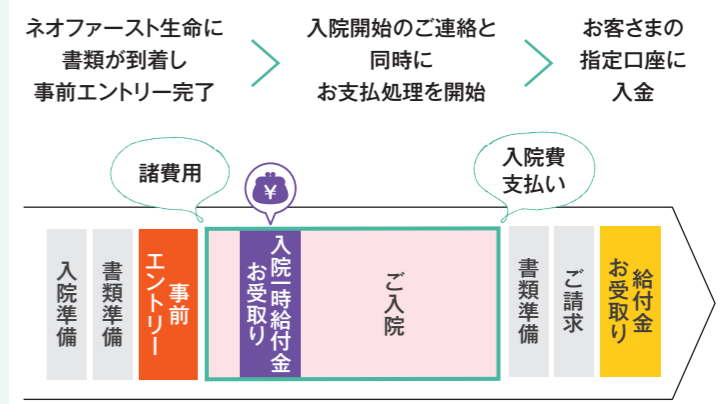 ネオファースト生命に
書類が到着し
事前エントリー完了
入院開始のご連絡と
同時に
お支払処理を開始
お客さまの
指定口座に
入金
諸費用
¥
入院費
支払い
入院準備
書類準備
事前
エントリー
入院一時給付金
お受取り
ご入院
書類準備
ご請求
給付金
お受取り